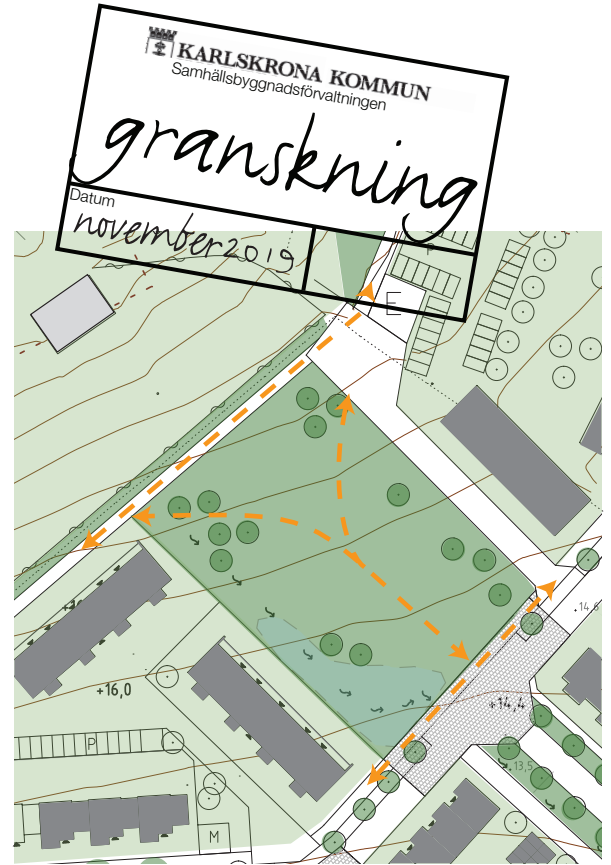 KARLSKRONA KOMMUN
Samhällsbyggnadsförvaltningen
granskning
Datum
november 2019
E
14,6
+16,0
+14,4
P
13,5
M